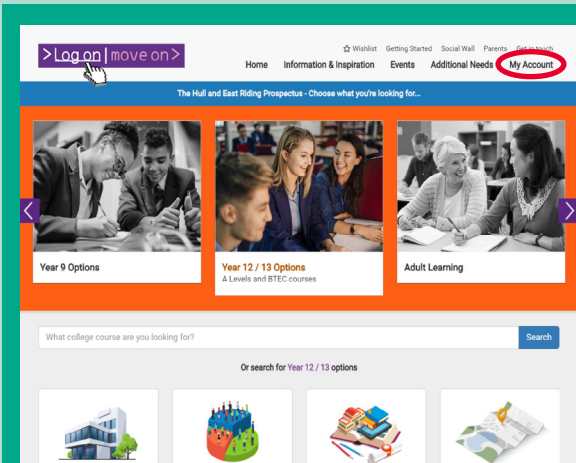 >Log on|move on>
☆ Wishlist Getting Started Social Wall Parents Get in touch
Home Information & Inspiration Events Additional Needs My Account
The Hull and East Riding Prospectus - Choose what you're looking for...
Year 9 Options
Year 12 / 13 Options
A Levels and BTEC courses
Adult Learning
What college course are you looking for?
Search
Or search for Year 12 / 13 options